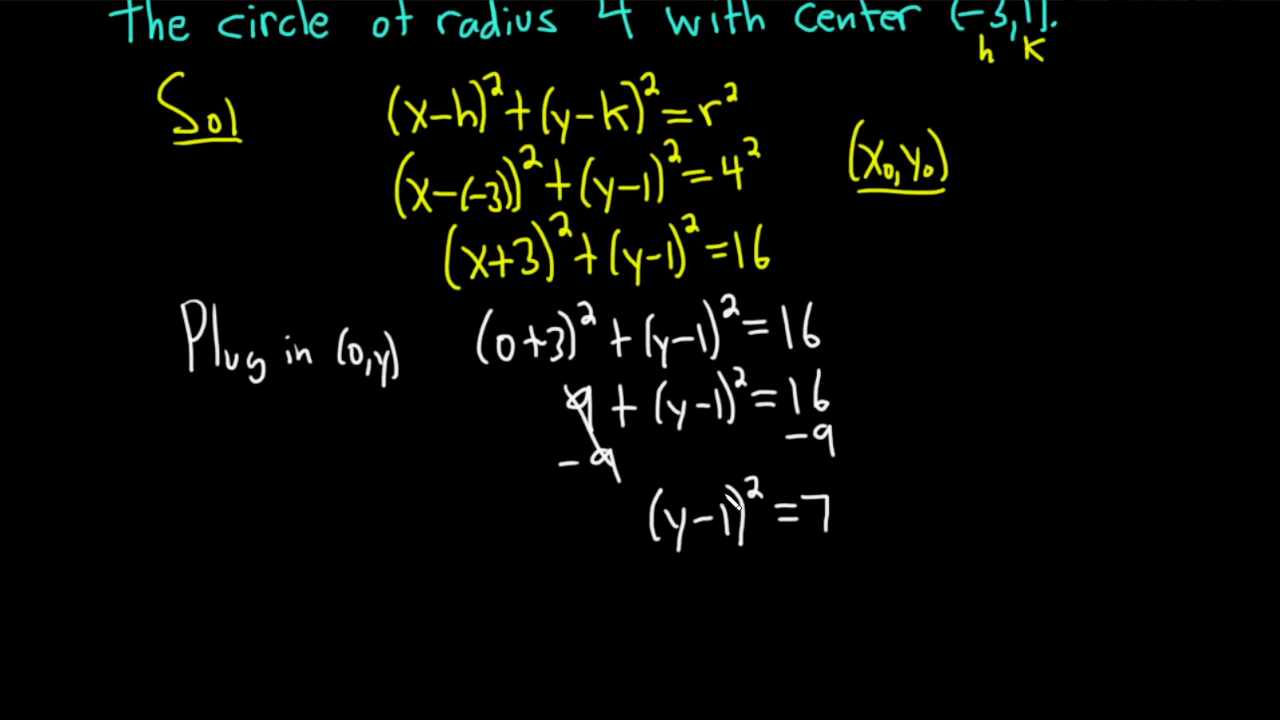 The circle of radius 4 with center (-3,1).
h k
Sol
(x-h)²+(y-k)²=r²
(x-(-3))²+(y-1)²=4²
(x₀,y₀)
(x+3)²+(y-1)²=16
Plug in (0,y) (0+3)²+(y-1)²=16
9+(y-1)²=16
-9 -9
(y-1)²=7